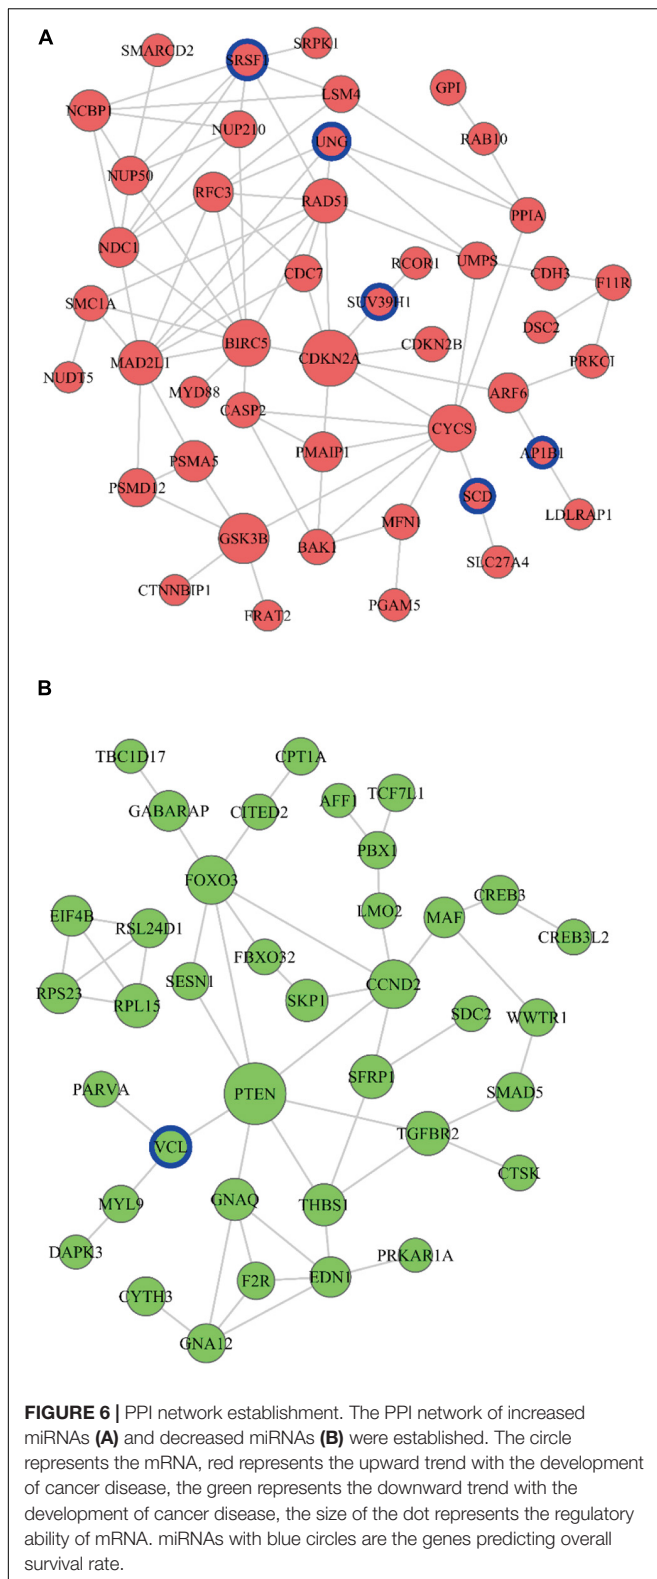 A
SMARCD2
SRSF1
SRPK1
NCBP1
LSM4
GPI
NUP210
UNG
RAB10
NUP50
RFC3
RAD51
PPIA
NDC1
CDC7
RCOR1
UMPS
CDH3
F11R
SMC1A
SUV39H1
DSC2
MAD2L1
BIRC5
CDKN2A
CDKN2B
PRKCI
NUDT5
MYD88
CASP2
ARF6
CYCS
PSMA5
PMAIP1
AP1B1
PSMD12
SCD
LDLRAP1
GSK3B
BAK1
MFN1
SLC27A4
CTNNBIP1
FRAT2
PGAM5
B
TBC1D17
CPT1A
GABARAP
CITED2
AFF1
TCF7L1
PBX1
FOXO3
CREB3
EIF4B
RSL24D1
LMO2
MAF
CREB3L2
FBXO32
RPS23
RPL15
SESN1
SKP1
CCND2
SDC2
WWTR1
PARVA
PTEN
SFRP1
SMAD5
VCL
TGFBR2
CTSK
MYL9
GNAQ
THBS1
DAPK3
PRKAR1A
CYTH3
F2R
EDN1
GNA12
FIGURE 6 | PPI network establishment. The PPI network of increased
miRNAs (A) and decreased miRNAs (B) were established. The circle
represents the mRNA, red represents the upward trend with the development
of cancer disease, the green represents the downward trend with the
development of cancer disease, the size of the dot represents the regulatory
ability of mRNA. miRNAs with blue circles are the genes predicting overall
survival rate.